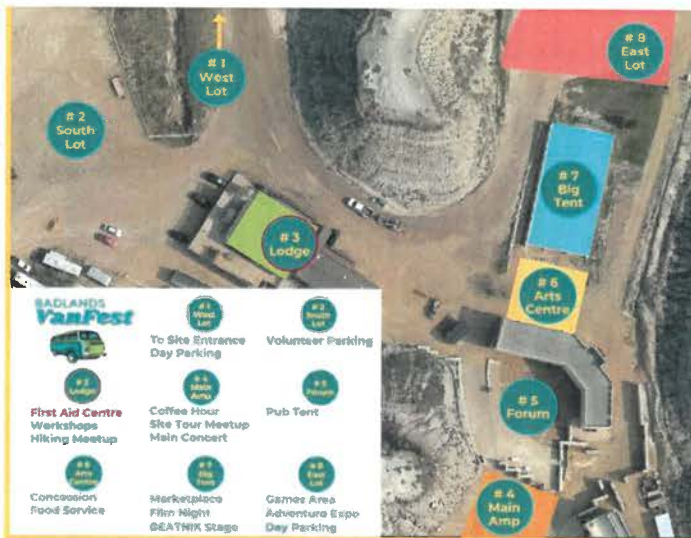 # 1
West
Lot
# 8
East
Lot
# 2
South
Lot
# 7
Big
Tent
# 3
Lodge
# 6
Arts
Centre
# 5
Forum
# 4
Main
Amp
BADLANDS
VanFest
# 1
West
Lot
To Site Entrance
Day Parking
# 2
South
Lot
Volunteer Parking
# 3
Lodge
First Aid Centre
Workshops
Hiking Meetup
# 4
Main
Amp
Coffee Hour
Site Tour Meetup
Main Concert
# 5
Forum
Pub Tent
# 6
Arts
Centre
Concession
Food Service
# 7
Big
Tent
Marketplace
Film Night
BEATNIK Stage
# 8
East
Lot
Games Area
Adventure Expo
Day Parking